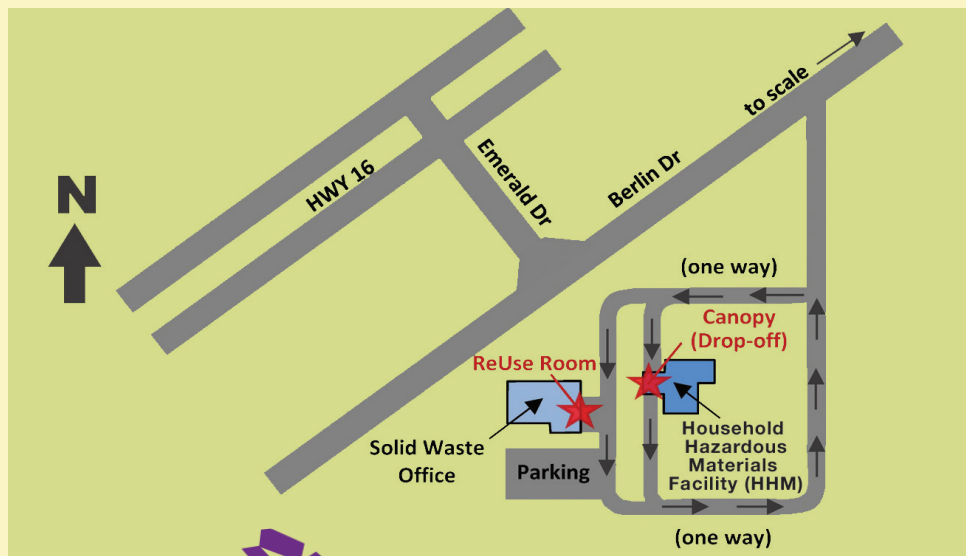 N
HWY 16
Emerald Dr
Berlin Dr
to scale
(one way)
Canopy
(Drop-off)
ReUse Room
Solid Waste
Office
Parking
Household
Hazardous
Materials
Facility (HHM)
(one way)